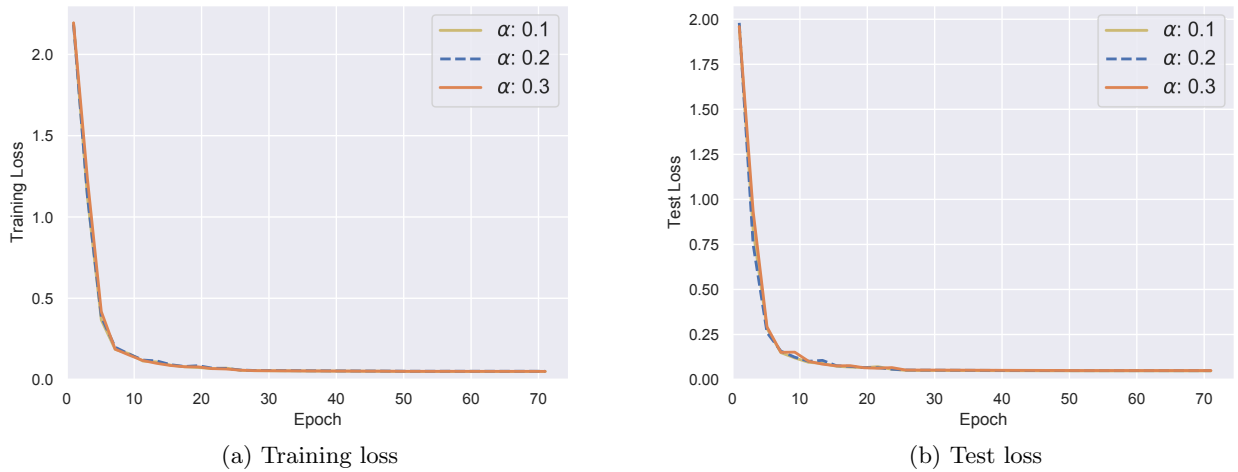 2.0
1.5
1.0
0.5
0.0
Training Loss
0 10 20 30 40 50 60 70
Epoch
α: 0.1
α: 0.2
α: 0.3
(a) Training loss
2.00
1.75
1.50
1.25
1.00
0.75
0.50
0.25
0.00
Test Loss
0 10 20 30 40 50 60 70
Epoch
α: 0.1
α: 0.2
α: 0.3
(b) Test loss